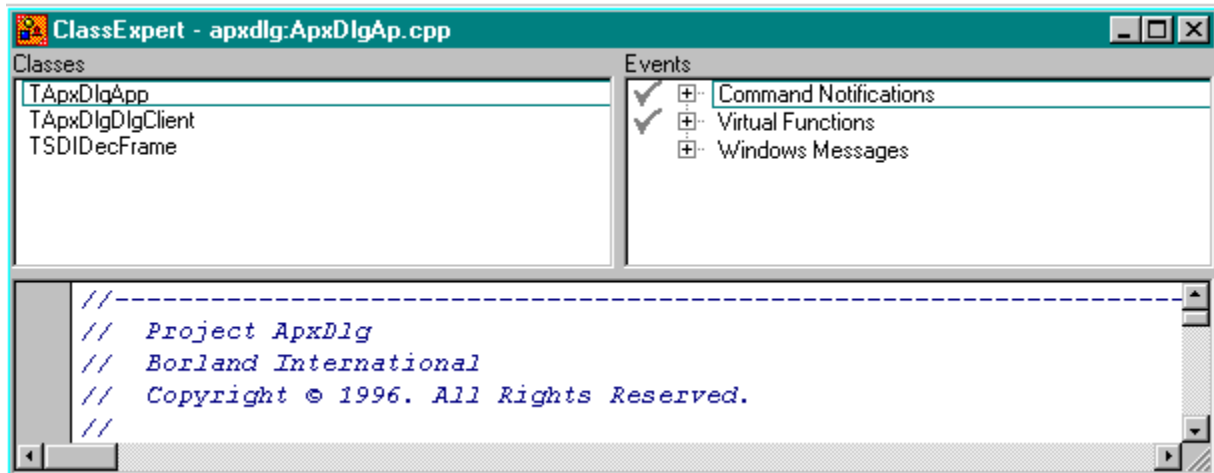 ClassExpert - apxdlg:ApxDlgAp.cpp
Classes
TApxDlgApp
TApxDlgDlgClient
TSDIDecFrame
Events
Command Notifications
Virtual Functions
Windows Messages
//-------------------------------------------------------------------
//  Project ApxDlg
//  Borland International
//  Copyright © 1996. All Rights Reserved.
//